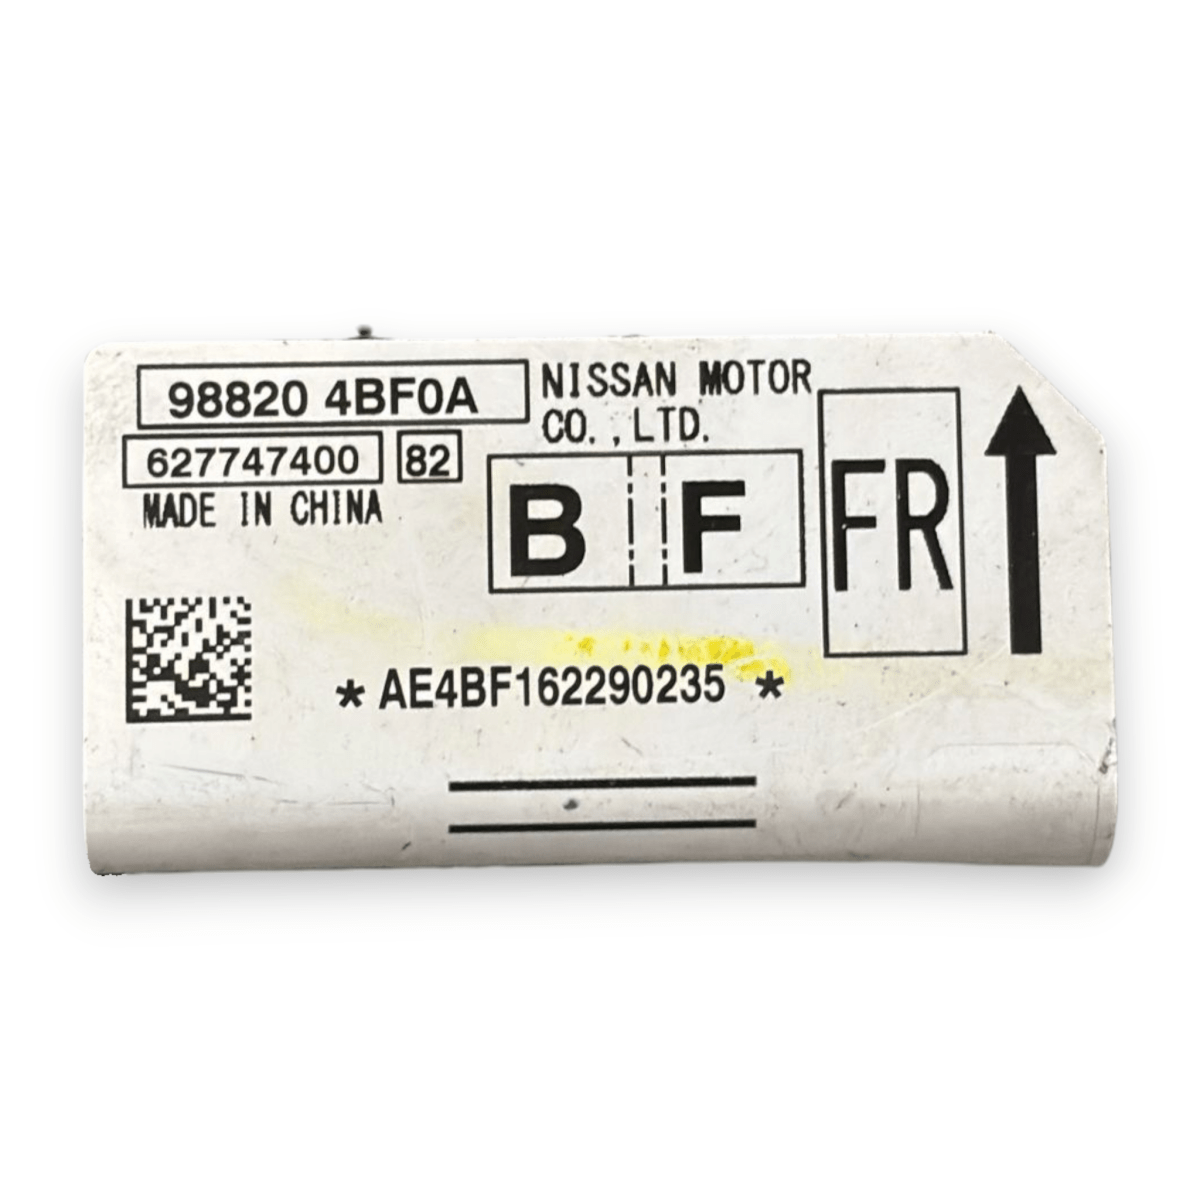 98820 4BF0A
NISSAN MOTOR
CO.,LTD.
627747400 82
MADE IN CHINA
B F
FR
* AE4BF162290235 *